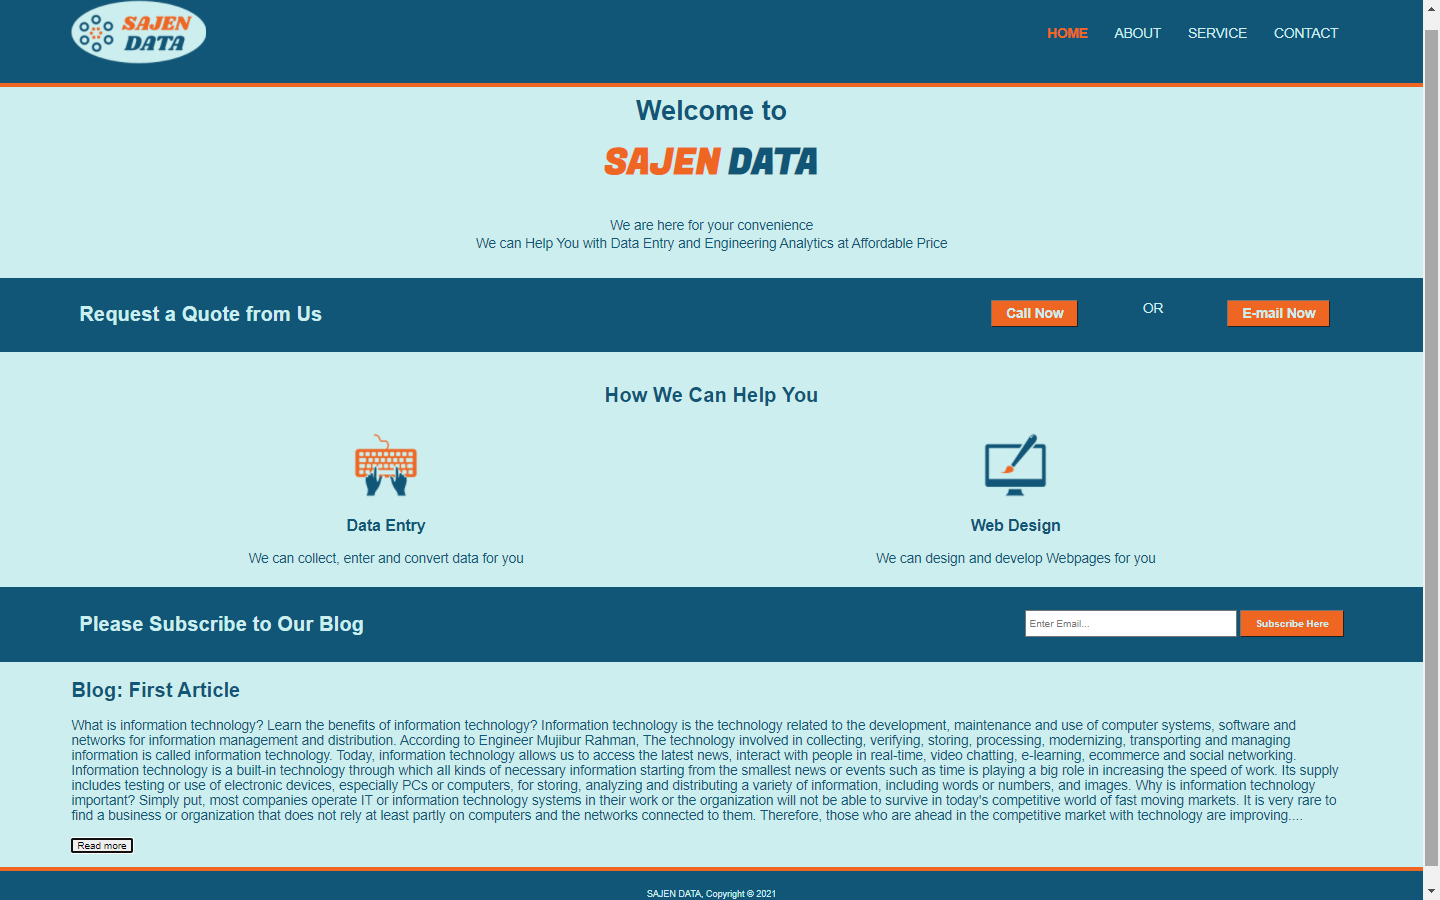 SAJEN
DATA
HOME ABOUT SERVICE CONTACT
Welcome to
SAJEN DATA
We are here for your convenience
We can Help You with Data Entry and Engineering Analytics at Affordable Price
Request a Quote from Us
Call Now OR E-mail Now
How We Can Help You
Data Entry
We can collect, enter and convert data for you
Web Design
We can design and develop Webpages for you
Please Subscribe to Our Blog
Enter Email... Subscribe Here
Blog: First Article
What is information technology? Learn the benefits of information technology? Information technology is the technology related to the development, maintenance and use of computer systems, software and
networks for information management and distribution. According to Engineer Mujibur Rahman, The technology involved in collecting, verifying, storing, processing, modernizing, transporting and managing
information is called information technology. Today, information technology allows us to access the latest news, interact with people in real-time, video chatting, e-learning, ecommerce and social networking.
Information technology is a built-in technology through which all kinds of necessary information starting from the smallest news or events such as time is playing a big role in increasing the speed of work. Its supply
includes testing or use of electronic devices, especially PCs or computers, for storing, analyzing and distributing a variety of information, including words or numbers, and images. Why is information technology
important? Simply put, most companies operate IT or information technology systems in their work or the organization will not be able to survive in today's competitive world of fast moving markets. It is very rare to
find a business or organization that does not rely at least partly on computers and the networks connected to them. Therefore, those who are ahead in the competitive market with technology are improving....
Read more
SAJEN DATA, Copyright © 2021